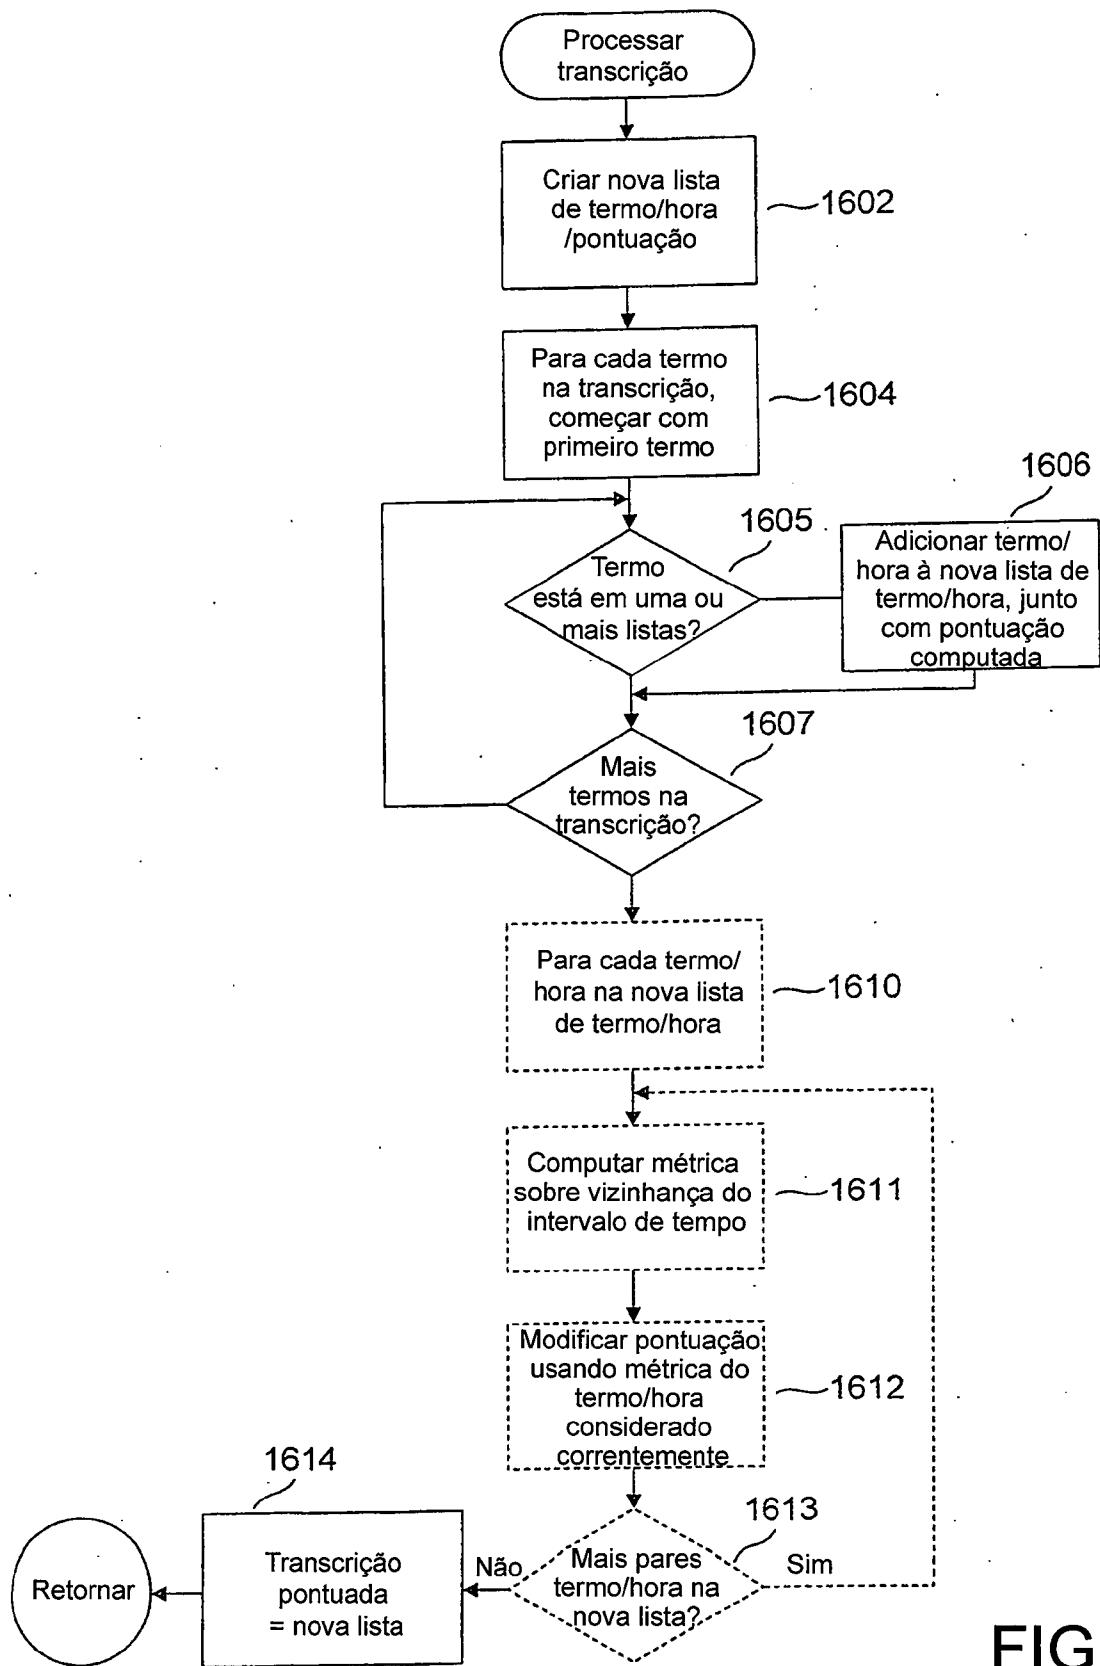 Processar
transcrição
Criar nova lista
de termo/hora
/pontuação
1602
Para cada termo
na transcrição,
começar com
primeiro termo
1604
1606
1605
Termo
está em uma ou
mais listas?
Adicionar termo/
hora à nova lista de
termo/hora, junto
com pontuação
computada
1607
Mais
termos na
transcrição?
Para cada termo/
hora na nova lista
de termo/hora
1610
Computar métrica
sobre vizinhança do
intervalo de tempo
1611
Modificar pontuação
usando métrica do
termo/hora
considerado
correntemente
1612
1614
1613
Retornar
Transcrição
pontuada
= nova lista
Não
Mais pares
termo/hora na
nova lista?
Sim
FIG